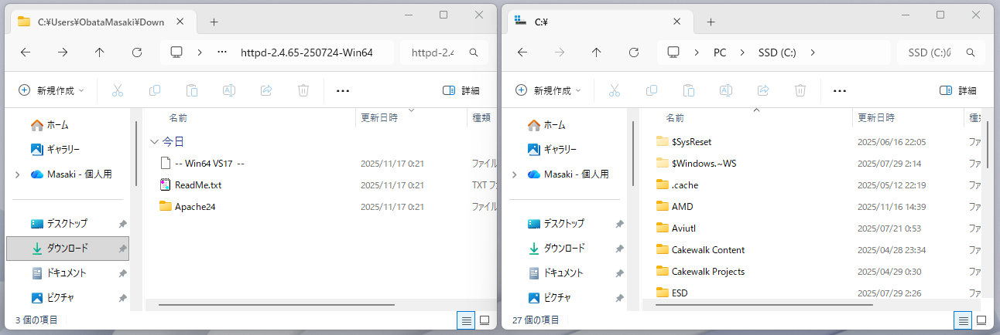 C:¥Users¥ObataMasaki¥Down
httpd-2.4.65-250724-Win64
httpd-2.4
新規作成
詳細
ホーム
ギャラリー
Masaki - 個人用
デスクトップ
ダウンロード
ドキュメント
ピクチャ
名前 更新日時 種類
今日
-- Win64 VS17 -- 2025/11/17 0:21 ファイル
ReadMe.txt 2025/11/17 0:21 TXT フ
Apache24 2025/11/17 0:21 ファイル
3 個の項目
C:¥
PC SSD (C:)
SSD (C:)の
新規作成
詳細
ホーム
ギャラリー
Masaki - 個人用
デスクトップ
ダウンロード
ドキュメント
ピクチャ
名前 更新日時 種
$SysReset 2025/06/16 22:05 ファ
$Windows.~WS 2025/07/29 2:14 ファ
.cache 2025/05/12 22:19 ファ
AMD 2025/11/16 14:39 ファ
Aviutl 2025/07/21 0:53 ファ
Cakewalk Content 2025/04/28 23:34 ファ
Cakewalk Projects 2025/04/29 0:30 ファ
ESD 2025/07/29 2:26 ファ
27 個の項目